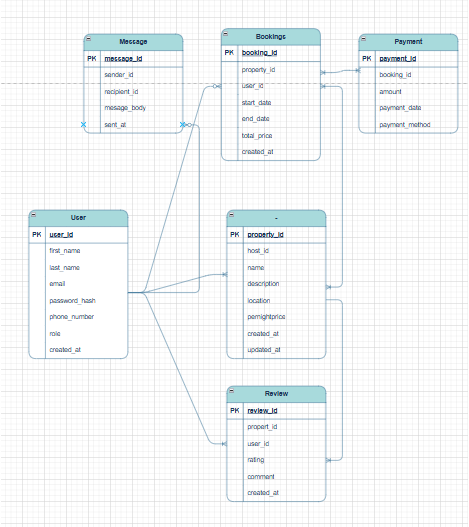 Message
PK message_id
sender_id
recipient_id
mesage_body
sent_at
Bookings
PK booking_id
property_id
user_id
start_date
end_date
total_price
created_at
Payment
PK payment_id
booking_id
amount
payment_date
payment_method
User
PK user_id
first_name
last_name
email
password_hash
phone_number
role
created_at
-
PK property_id
host_id
name
description
location
pernightprice
created_at
updated_at
Review
PK review_id
propert_id
user_id
rating
comment
created_at